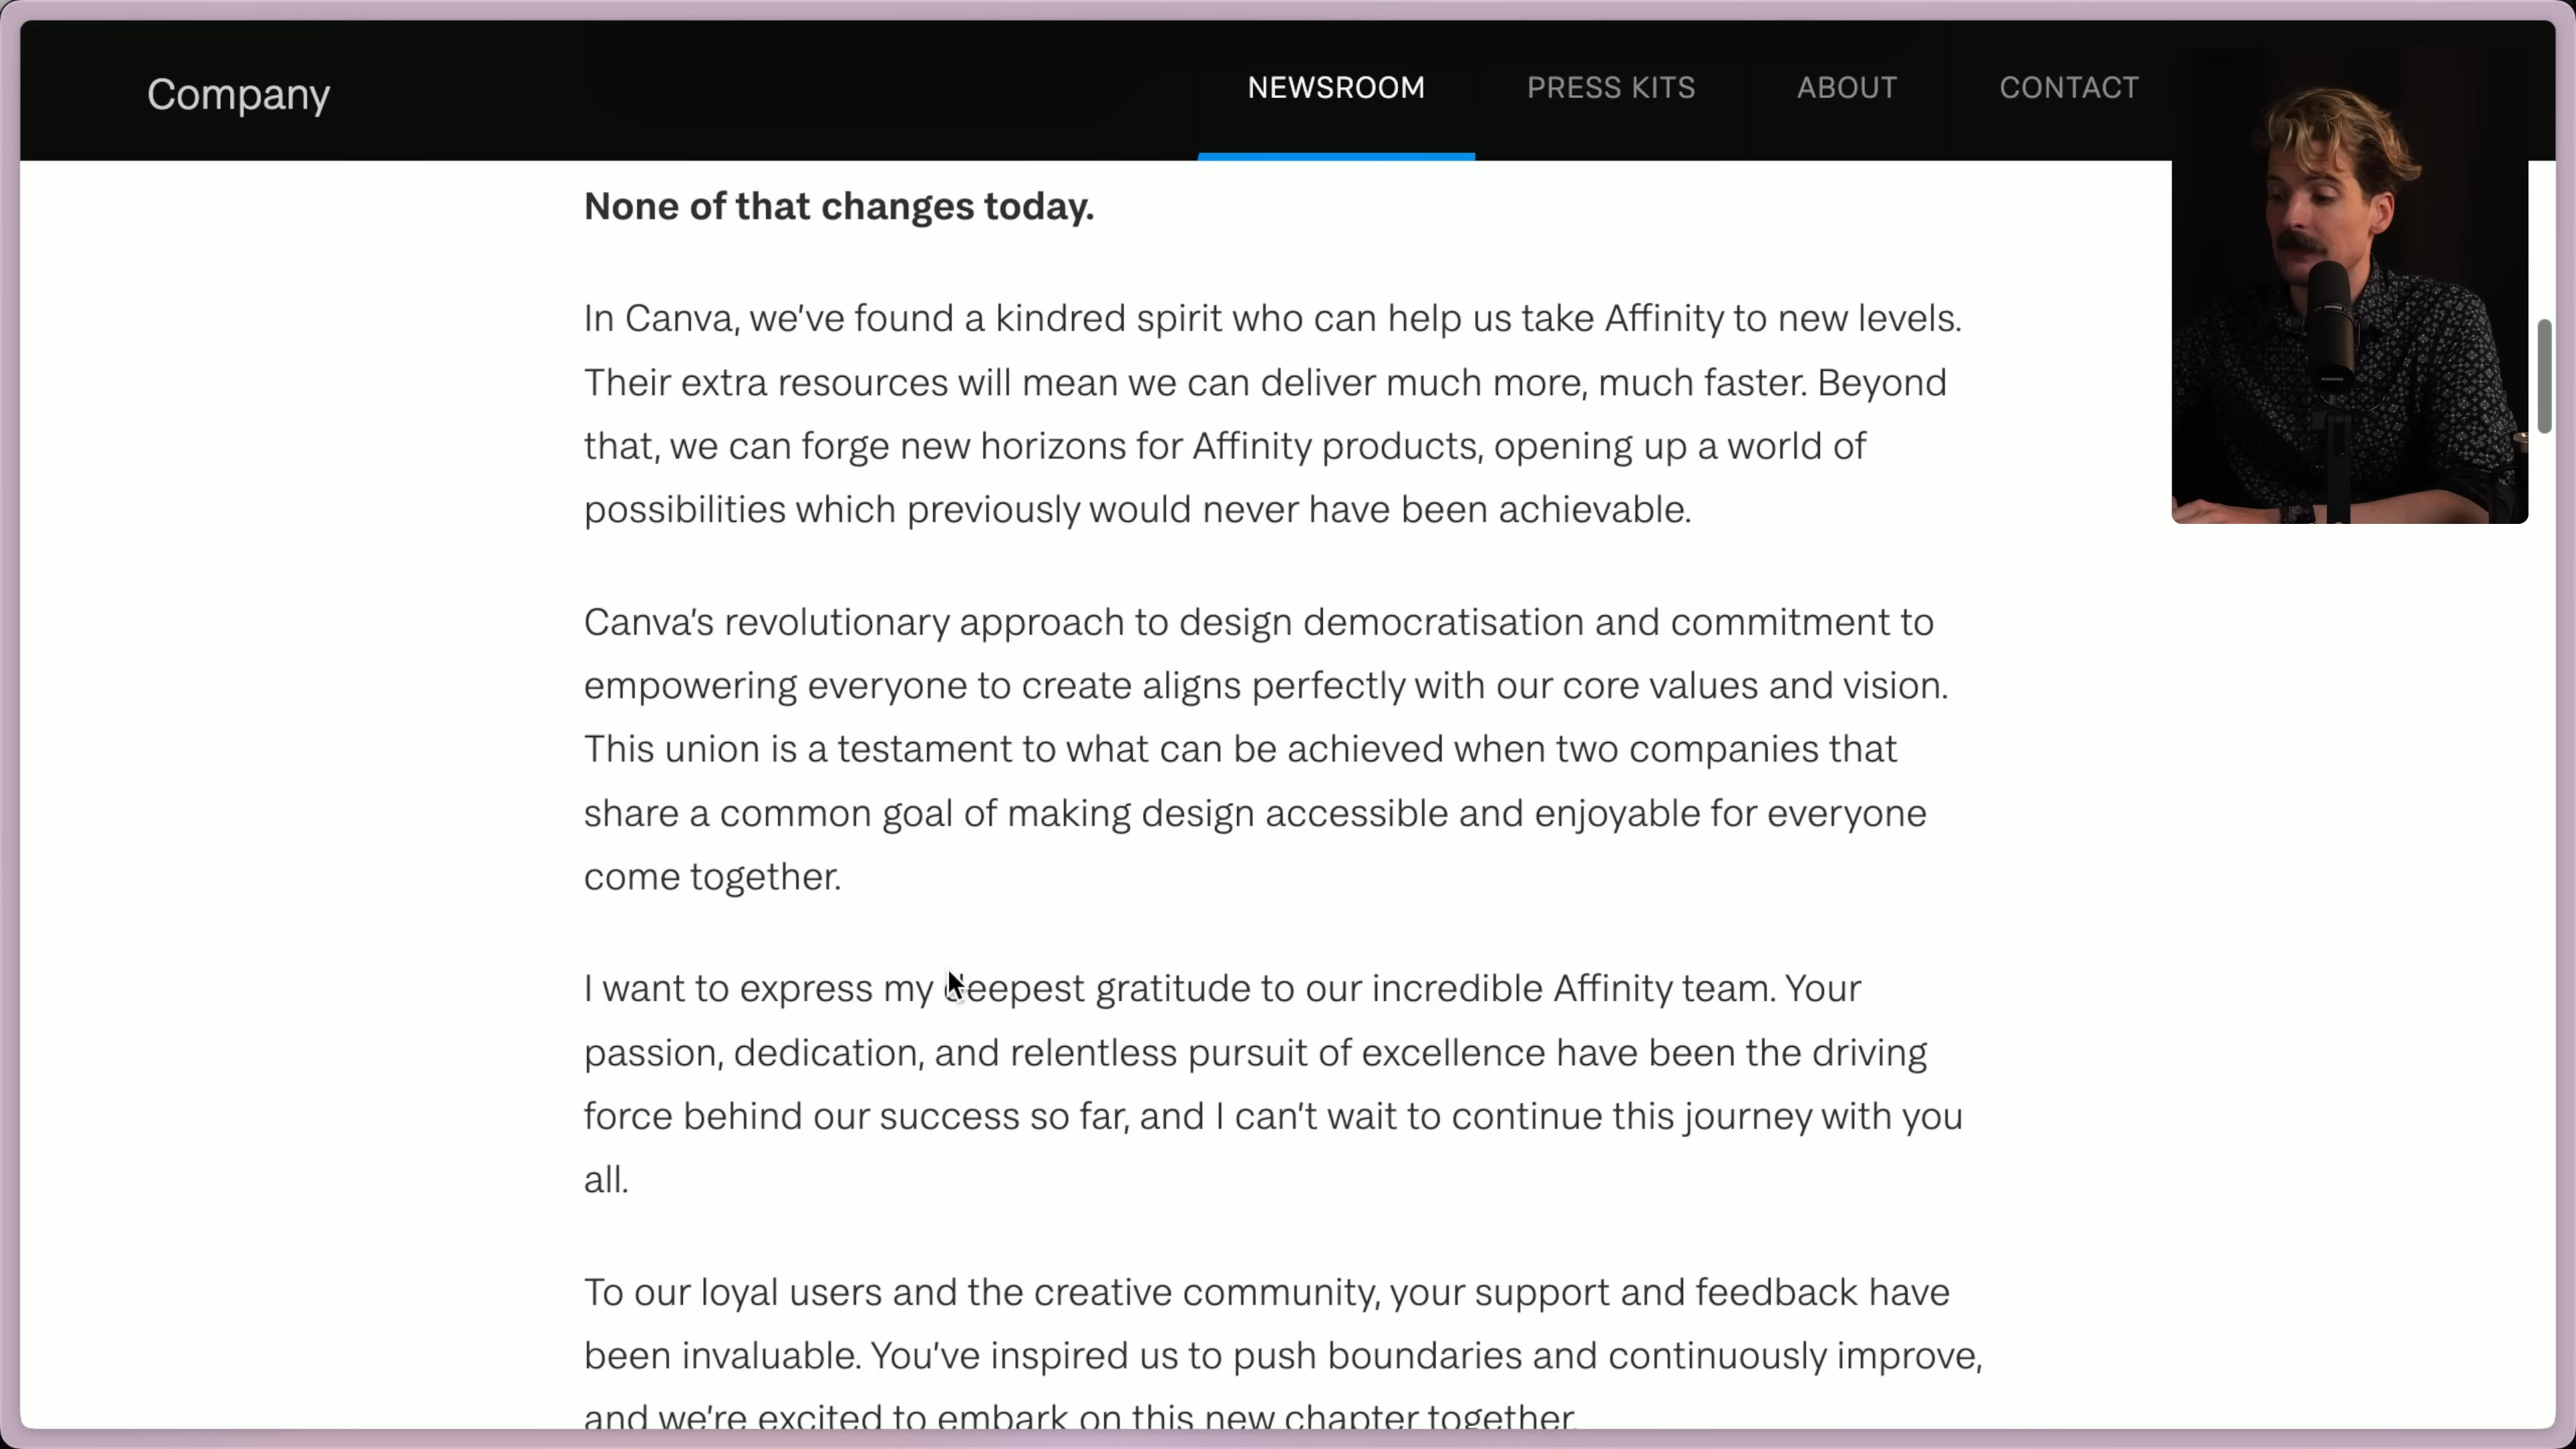 Company
NEWSROOM
PRESS KITS
ABOUT
CONTACT
None of that changes today.
In Canva, we've found a kindred spirit who can help us take Affinity to new levels.
Their extra resources will mean we can deliver much more, much faster. Beyond
that, we can forge new horizons for Affinity products, opening up a world of
possibilities which previously would never have been achievable.
Canva's revolutionary approach to design democratisation and commitment to
empowering everyone to create aligns perfectly with our core values and vision.
This union is a testament to what can be achieved when two companies that
share a common goal of making design accessible and enjoyable for everyone
come together.
I want to express my deepest gratitude to our incredible Affinity team. Your
passion, dedication, and relentless pursuit of excellence have been the driving
force behind our success so far, and I can't wait to continue this journey with you
all.
To our loyal users and the creative community, your support and feedback have
been invaluable. You've inspired us to push boundaries and continuously improve,
and we're excited to embark on this new chapter together.